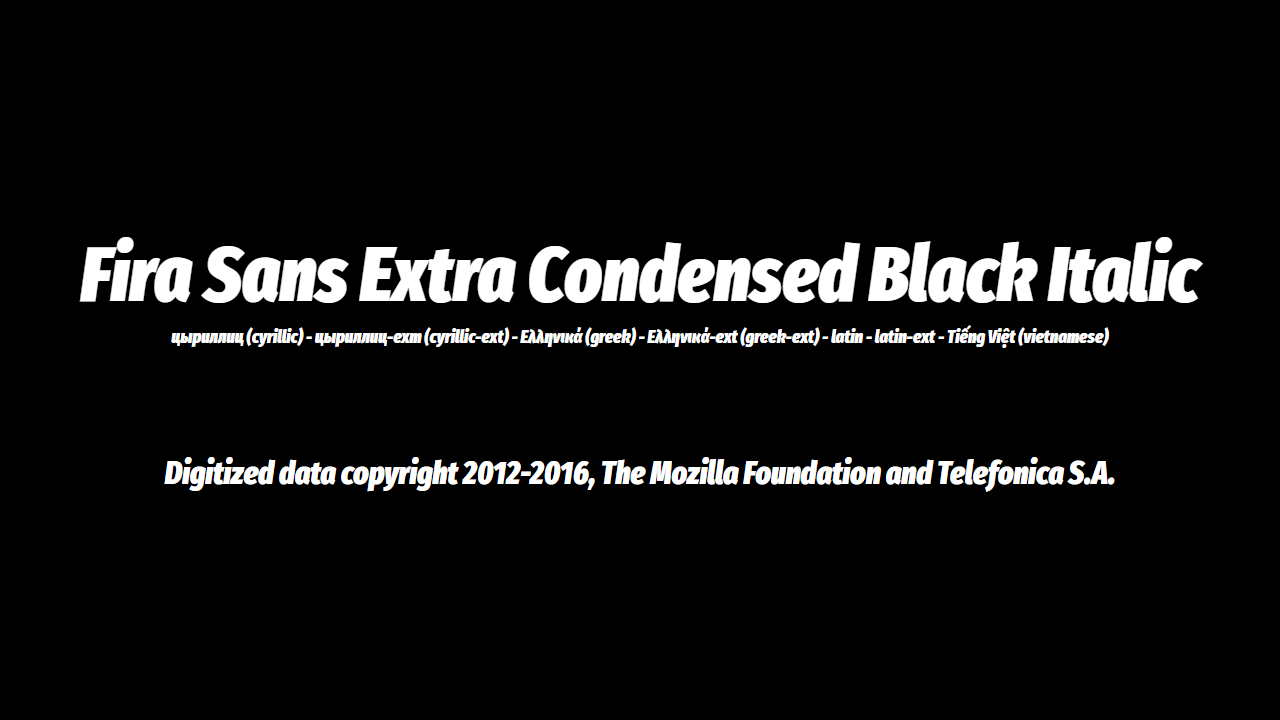 Fira Sans Extra Condensed Black Italic
цыриллиц (cyrillic) - цыриллиц-ехт (cyrillic-ext) - Ελληνικά (greek) - Ελληνικά-ext (greek-ext) - latin - latin-ext - Tiếng Việt (vietnamese)
Digitized data copyright 2012-2016, The Mozilla Foundation and Telefonica S.A.